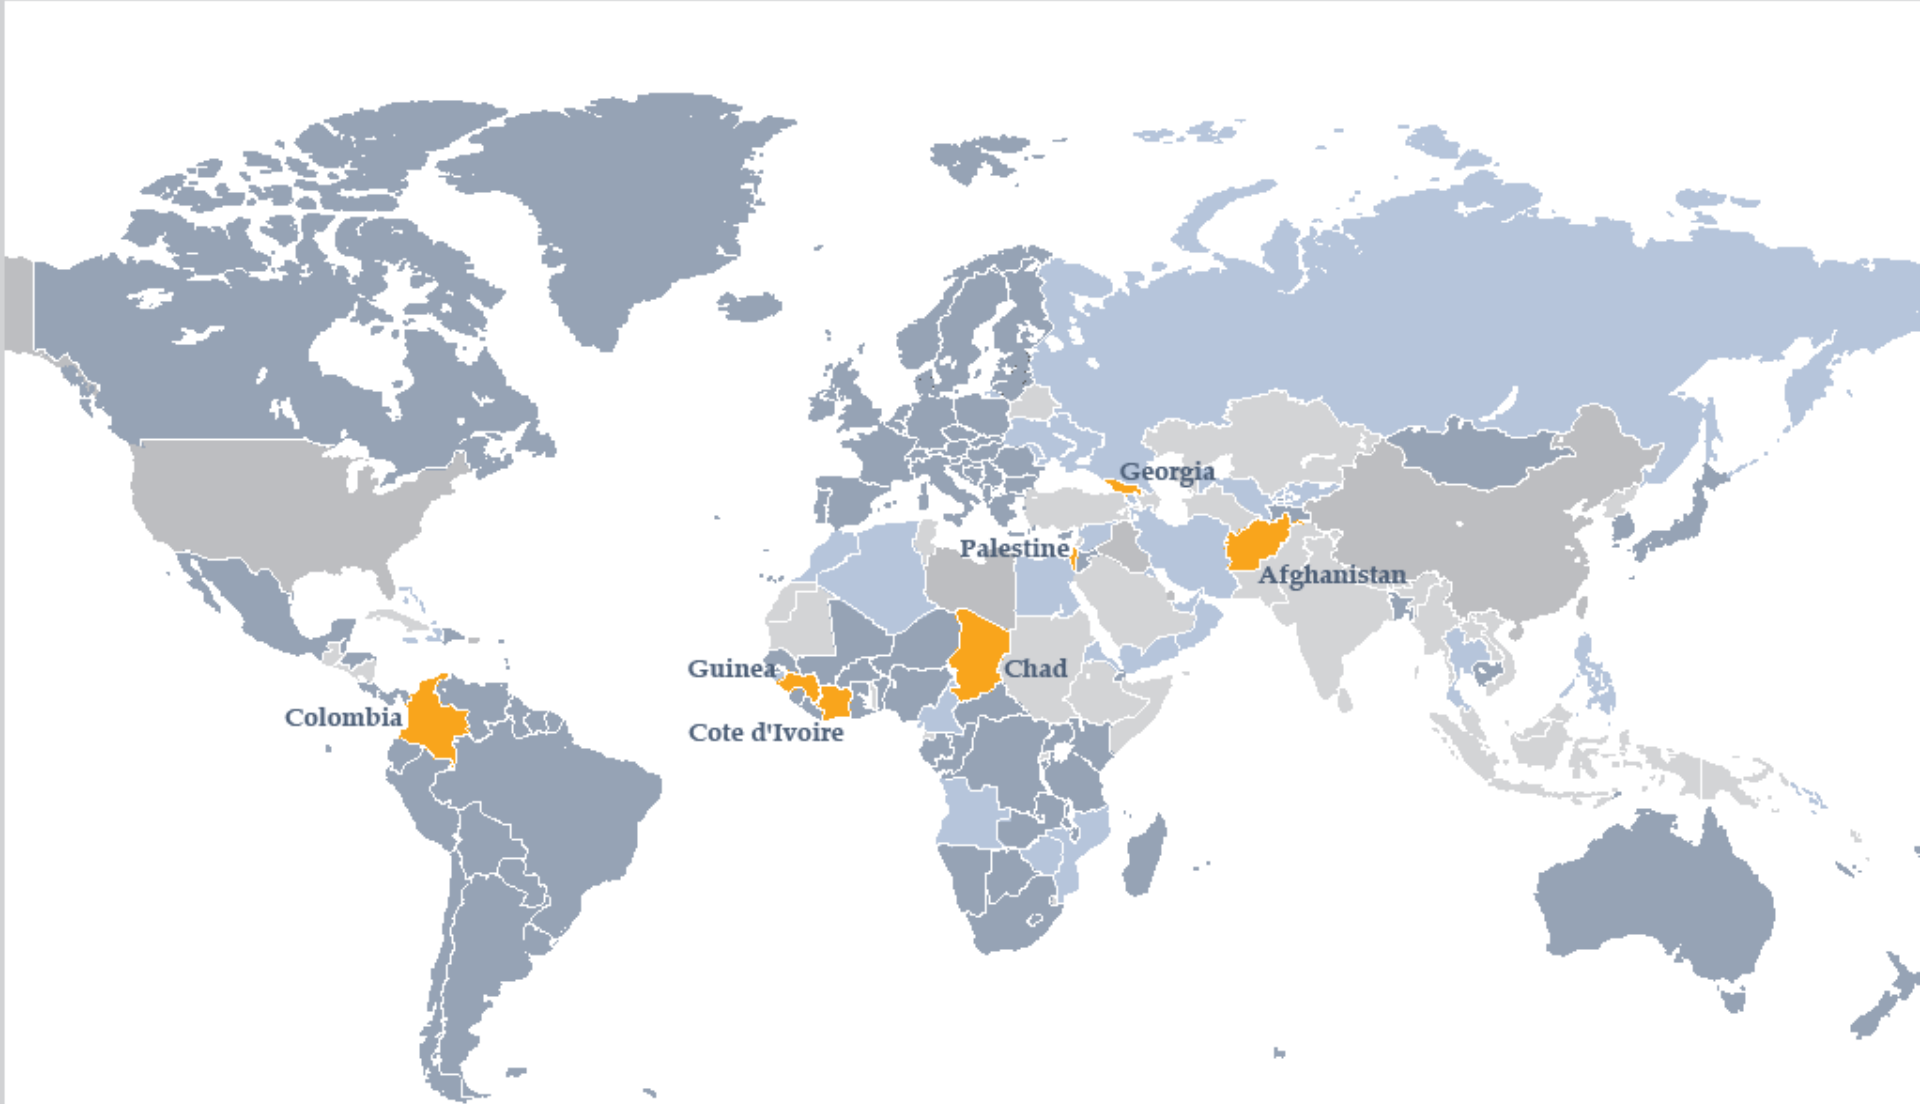 Georgia
Palestine
Afghanistan
Guinea
Chad
Colombia
Cote d'Ivoire